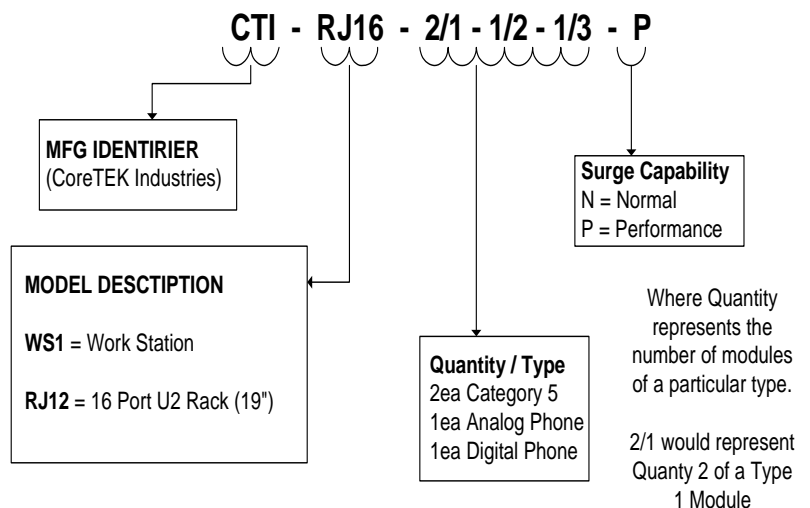 CTI - RJ16 - 2/1 - 1/2 - 1/3 - P
MFG IDENTIRIER
(CoreTEK Industries)
Surge Capability
N = Normal
P = Performance
MODEL DESCTIPTION
WS1 = Work Station
RJ12 = 16 Port U2 Rack (19")
Quantity / Type
2ea Category 5
1ea Analog Phone
1ea Digital Phone
Where Quantity
represents the
number of modules
of a particular type.
2/1 would represent
Quanty 2 of a Type
1 Module